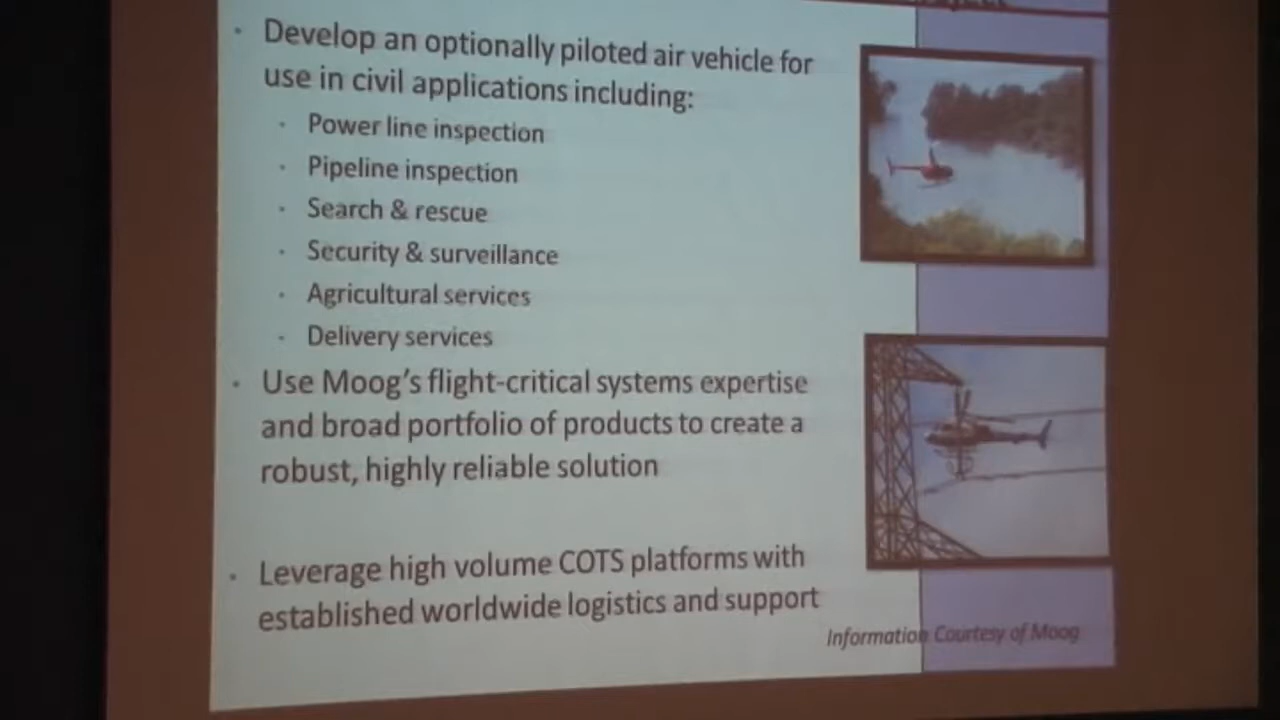 • Develop an optionally piloted air vehicle for
use in civil applications including:
• Power line inspection
• Pipeline inspection
• Search & rescue
• Security & surveillance
• Agricultural services
• Delivery services
• Use Moog's flight-critical systems expertise
and broad portfolio of products to create a
robust, highly reliable solution
• Leverage high volume COTS platforms with
established worldwide logistics and support
Information Courtesy of Moog